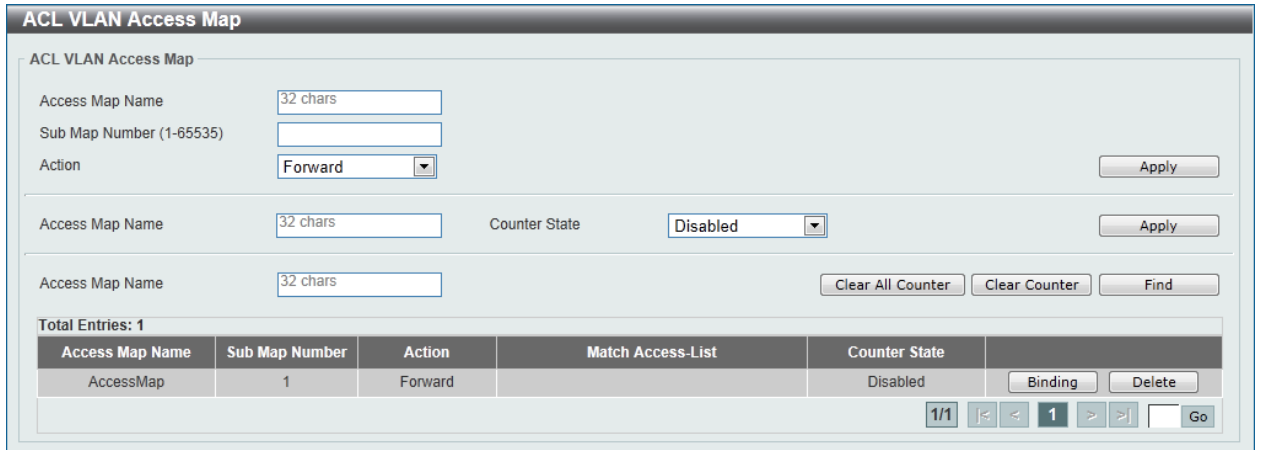 ACL VLAN Access Map
ACL VLAN Access Map
Access Map Name 32 chars
Sub Map Number (1-65535)
Action Forward Apply
Access Map Name 32 chars Counter State Disabled Apply
Access Map Name 32 chars Clear All Counter Clear Counter Find
Total Entries: 1
Access Map Name Sub Map Number Action Match Access-List Counter State
AccessMap 1 Forward Disabled Binding Delete
1/1 |< < 1 > >| Go